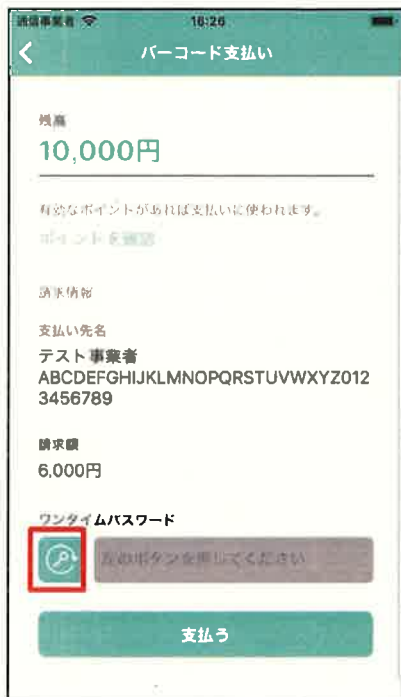 通信事業者 16:26
バーコード支払い
残高
10,000円
有効なポイントがあれば支払いに使われます。
ポイントを確認
請求情報
支払い先名
テスト事業者
ABCDEFGHIJKLMNOPQRSTUVWXYZ012
3456789
請求額
6,000円
ワンタイムパスワード
左のボタンを押してください
支払う